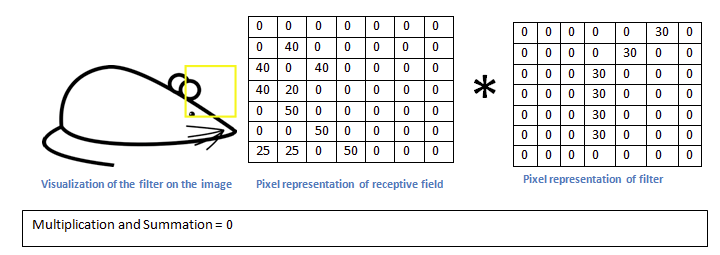 0 0 0 0 0 0 0
0 40 0 0 0 0 0
40 0 40 0 0 0 0
40 20 0 0 0 0 0
0 50 0 0 0 0 0
0 0 50 0 0 0 0
25 25 0 50 0 0 0
*
0 0 0 0 0 30 0
0 0 0 0 30 0 0
0 0 0 30 0 0 0
0 0 0 30 0 0 0
0 0 0 30 0 0 0
0 0 0 30 0 0 0
0 0 0 0 0 0 0
Visualization of the filter on the image
Pixel representation of receptive field
Pixel representation of filter
Multiplication and Summation = 0